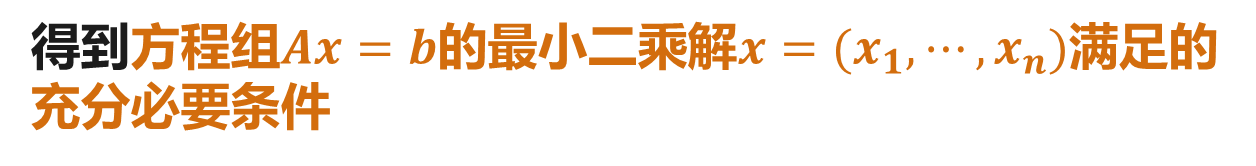 得到方程组Ax = b的最小二乘解x = (x₁, ⋯, xₙ)满足的
充分必要条件